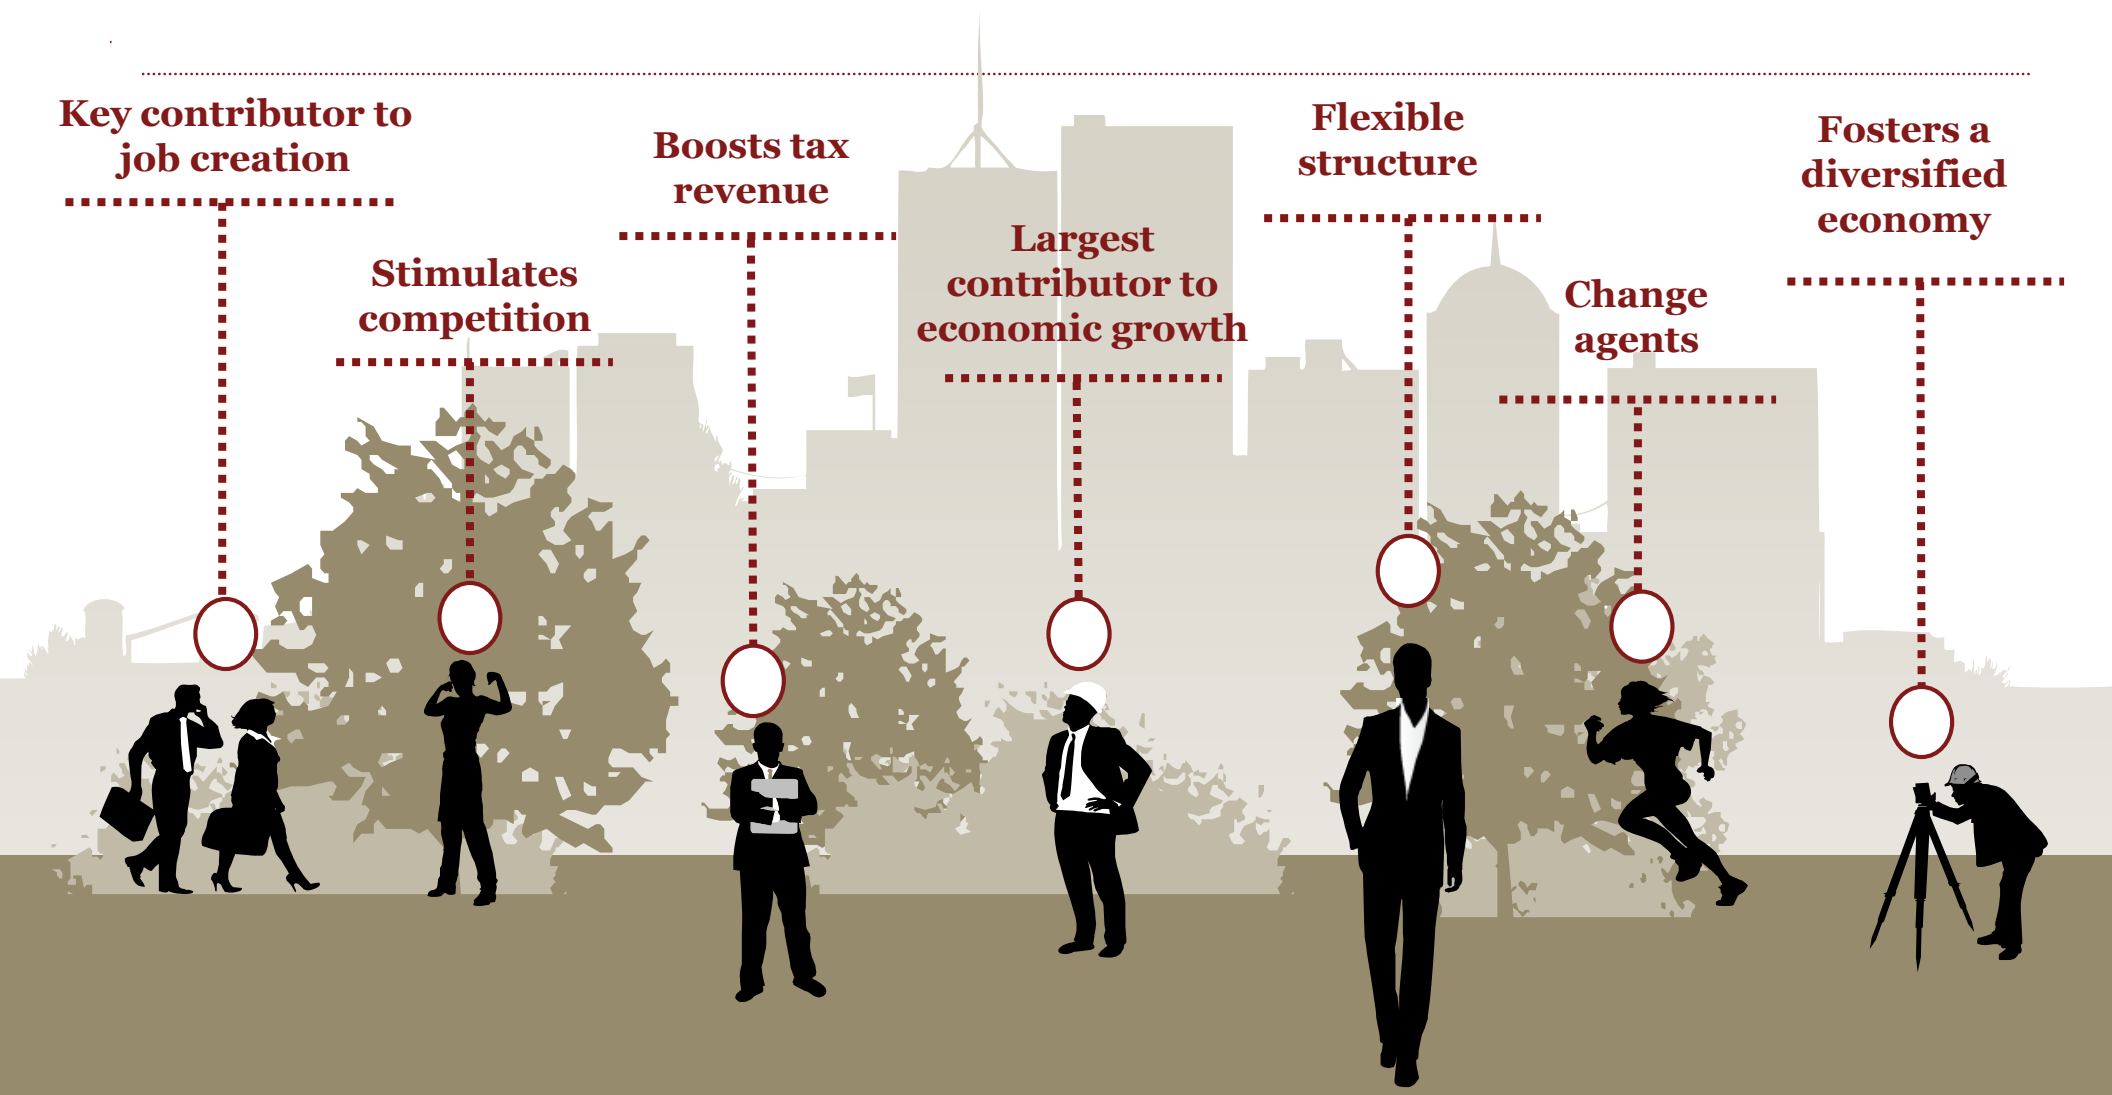 Key contributor to
job creation
Stimulates
competition
Boosts tax
revenue
Largest
contributor to
economic growth
Flexible
structure
Change
agents
Fosters a
diversified
economy